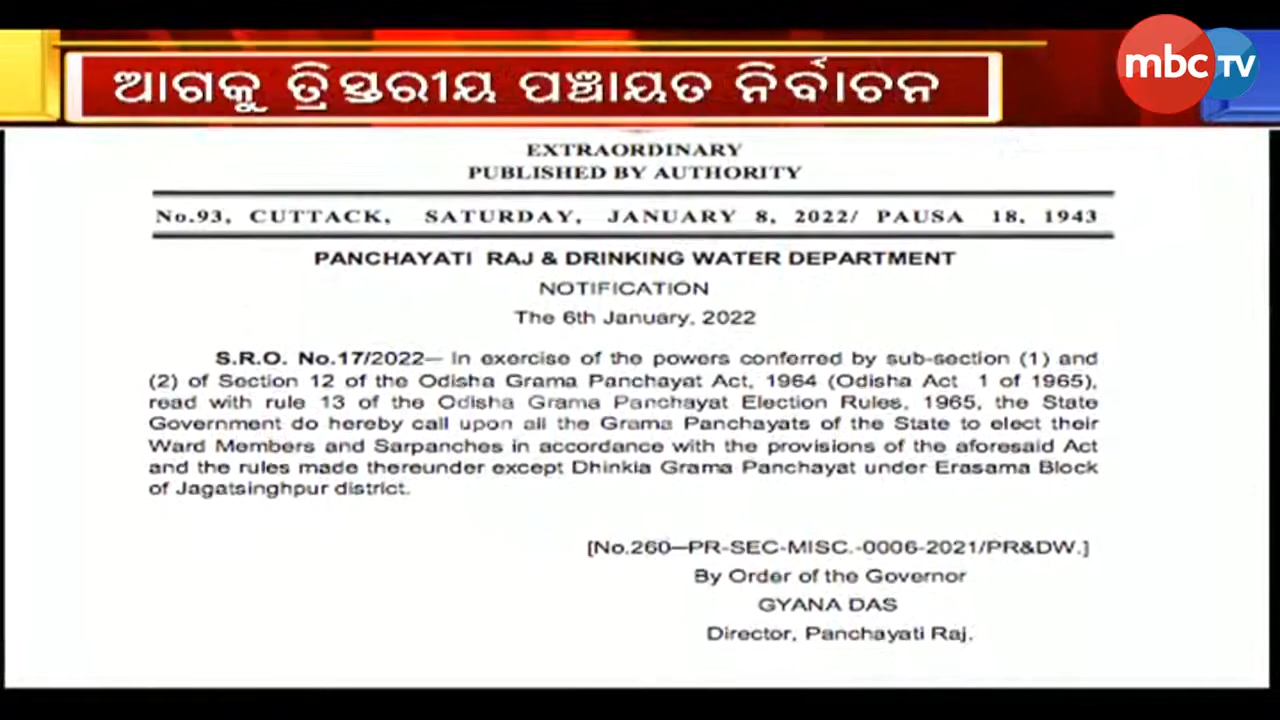 ଆଗକୁ ତ୍ରିସ୍ତରୀୟ ପଞ୍ଚାୟତ ନିର୍ବାଚନ
mbc TV
EXTRAORDINARY
PUBLISHED BY AUTHORITY
No.93, CUTTACK, SATURDAY, JANUARY 8, 2022/ PAUSA 18, 1943
PANCHAYATI RAJ & DRINKING WATER DEPARTMENT
NOTIFICATION
The 6th January, 2022
S.R.O. No.17/2022— In exercise of the powers conferred by sub-section (1) and
(2) of Section 12 of the Odisha Grama Panchayat Act, 1964 (Odisha Act 1 of 1965),
read with rule 13 of the Odisha Grama Panchayat Election Rules, 1965, the State
Government do hereby call upon all the Grama Panchayats of the State to elect their
Ward Members and Sarpanches in accordance with the provisions of the aforesaid Act
and the rules made thereunder except Dhinkia Grama Panchayat under Erasama Block
of Jagatsinghpur district.
[No.260—PR-SEC-MISC.-0006-2021/PR&DW.]
By Order of the Governor
GYANA DAS
Director, Panchayati Raj.